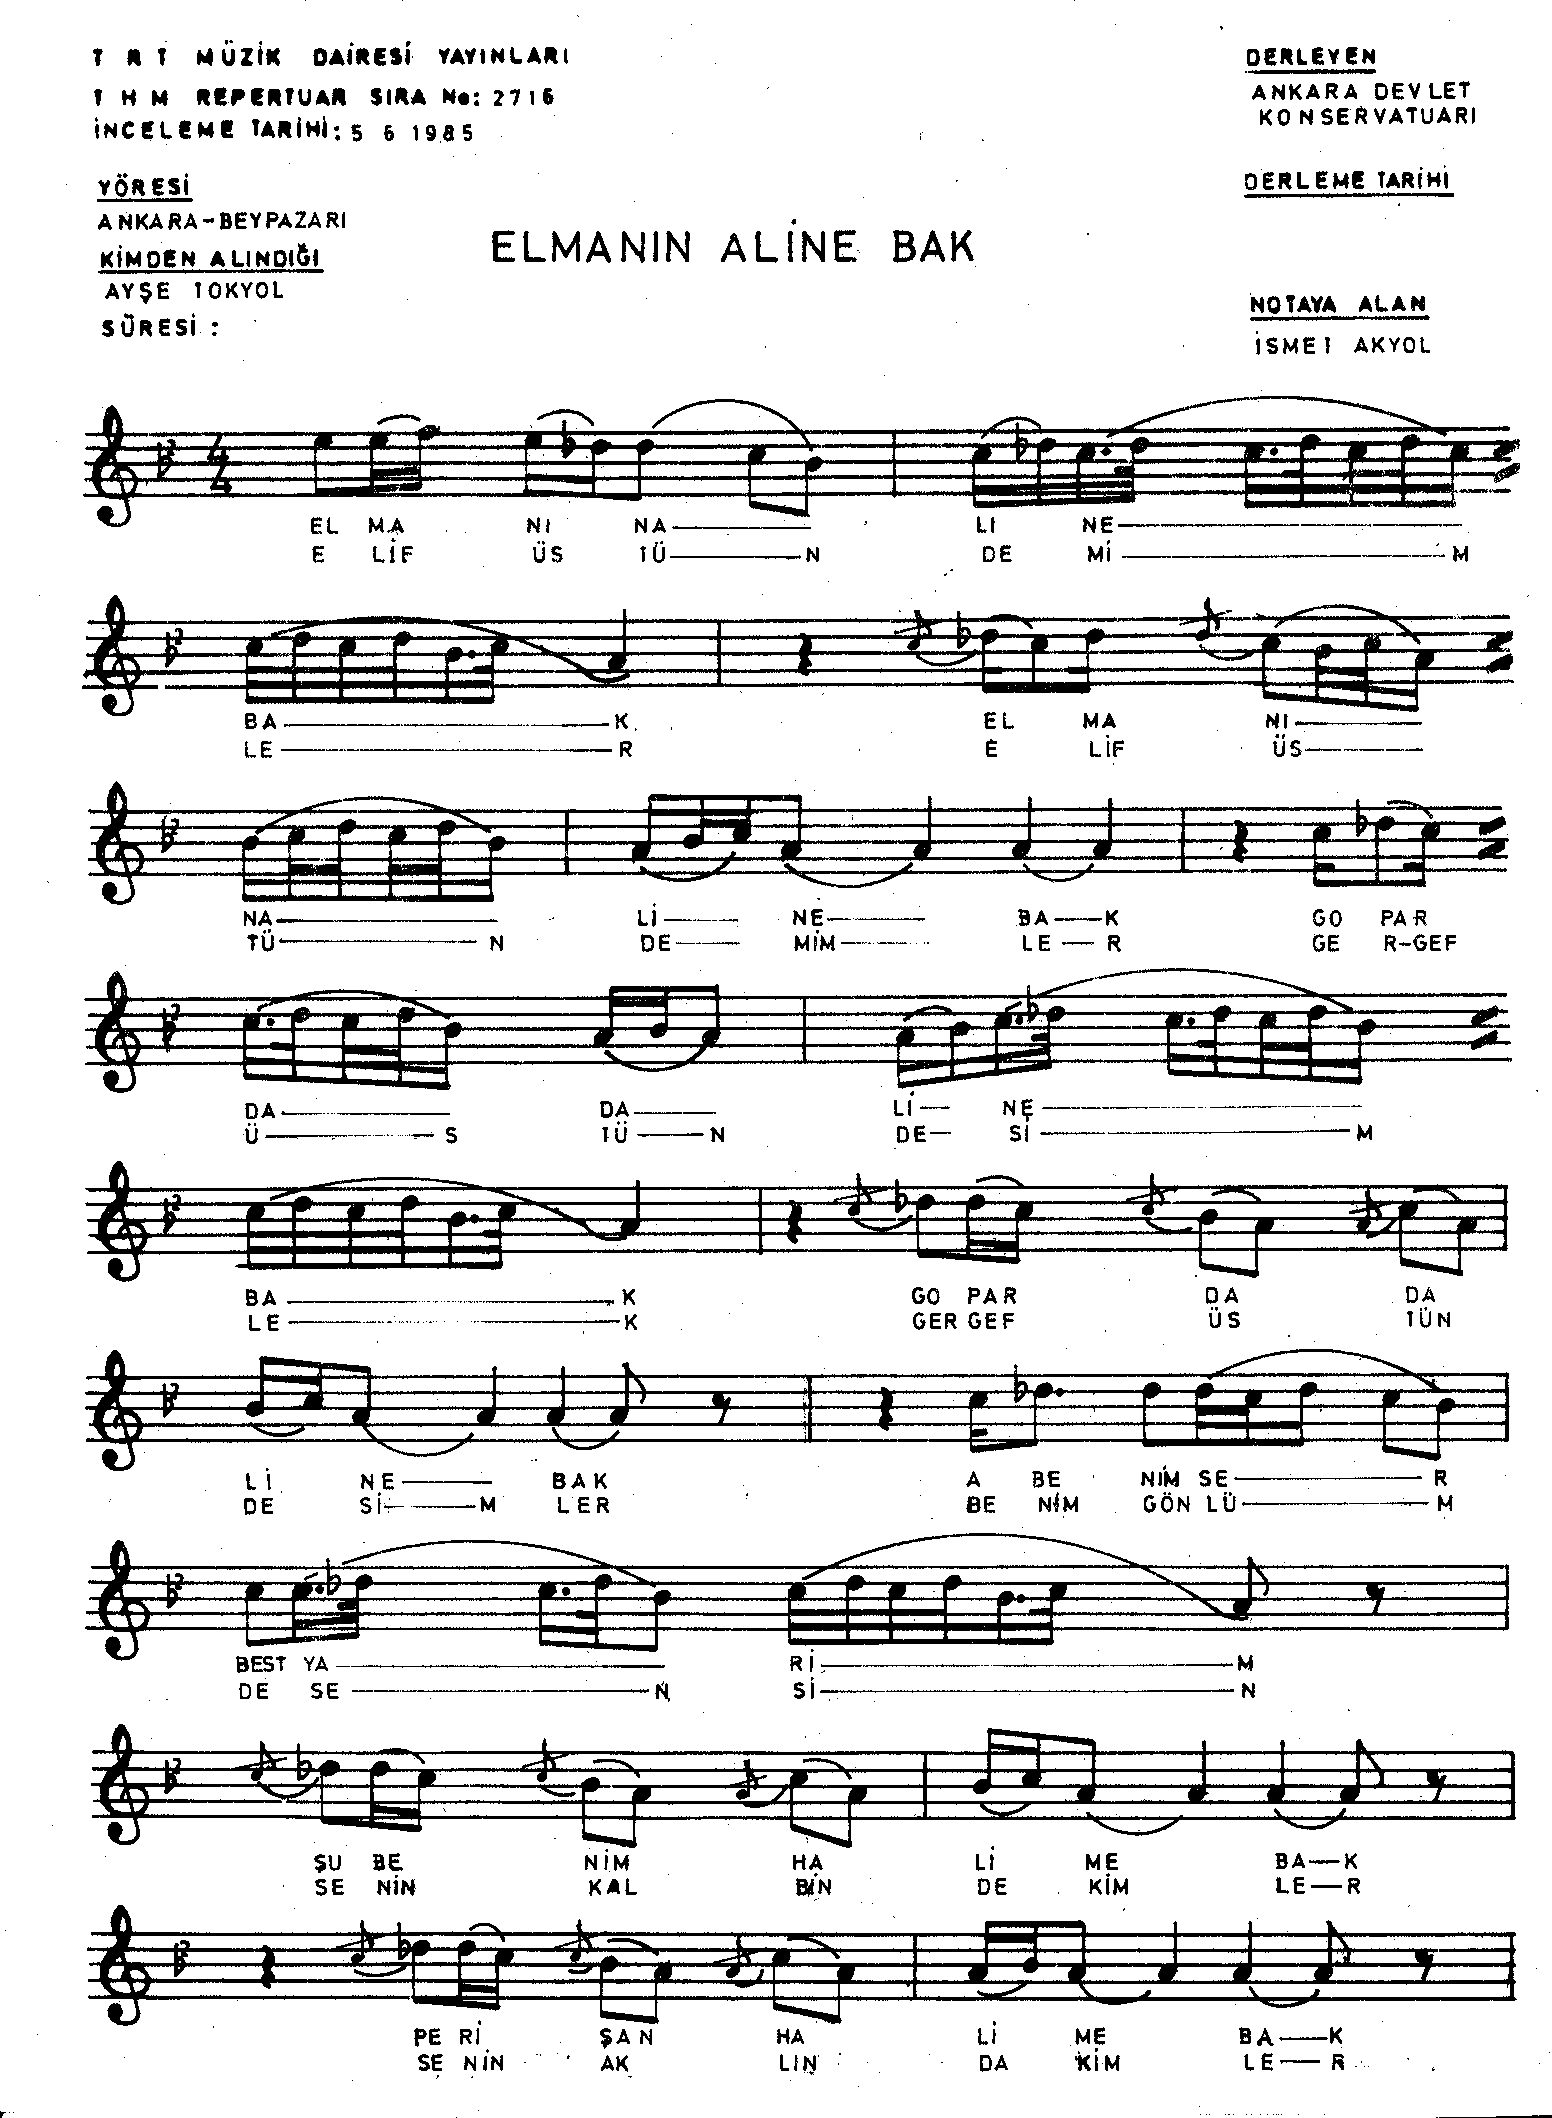 T R T MÜZİK DAİRESİ YAYINLARI
T H M REPERTUAR SIRA No: 2716
İNCELEME TARİHİ: 5 6 1985
DERLEYEN
ANKARA DEVLET
KONSERVATUARI
YÖRESİ
ANKARA-BEYPAZARI
DERLEME TARİHİ
KİMDEN ALINDIĞI
AYŞE TOKYOL
SÜRESİ :
ELMANIN ALİNE BAK
NOTAYA ALAN
İSMET AKYOL
4
4
EL MA NI NA LI NE
E LİF ÜS TÜ N DE Mİ M
BA K EL MA NI
LE R E LİF ÜS
NA Lİ NE BA K GO PAR
TÜ N DE MİM LE R GE R-GEF
DA DA Lİ NE
Ü S TÜ N DE Sİ M
BA K GO PAR DA DA
LE K GER GEF ÜS TÜN
Lİ NE BAK A BE NİM SE R
DE Sİ M LER BE NİM GÖN LÜ M
BEST YA Rİ M
DE SE N Sİ N
ŞU BE NİM HA Lİ ME BA K
SE NİN KAL BİN DE KİM LE R
PE Rİ ŞAN HA Lİ ME BA K
SE NİN AK LIN DA KİM LE R